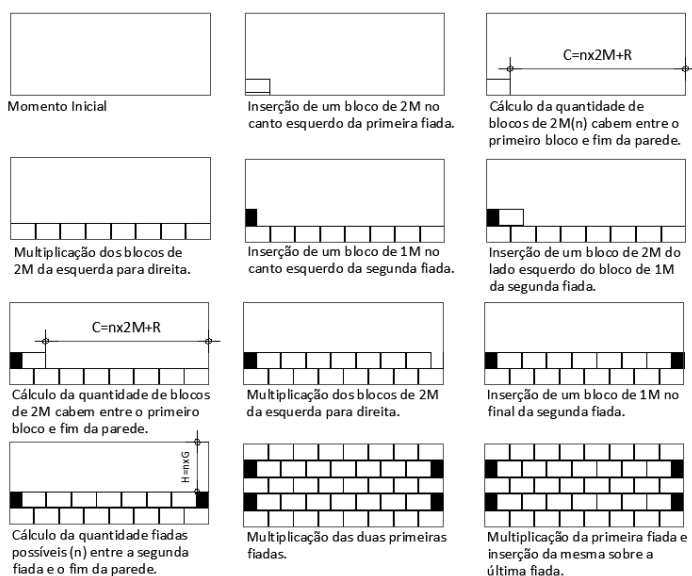 Momento Inicial
Inserção de um bloco de 2M no
canto esquerdo da primeira fiada.
C=nx2M+R
Cálculo da quantidade de
blocos de 2M(n) cabem entre o
primeiro bloco e fim da parede.
Multiplicação dos blocos de
2M da esquerda para direita.
Inserção de um bloco de 1M no
canto esquerdo da segunda fiada.
Inserção de um bloco de 2M do
lado esquerdo do bloco de 1M
da segunda fiada.
C=nx2M+R
Cálculo da quantidade de blocos
de 2M cabem entre o primeiro
bloco e fim da parede.
Multiplicação dos blocos de 2M
da esquerda para direita.
Inserção de um bloco de 1M no
final da segunda fiada.
H=nxG
Cálculo da quantidade fiadas
possíveis (n) entre a segunda
fiada e o fim da parede.
Multiplicação das duas primeiras
fiadas.
Multiplicação da primeira fiada e
inserção da mesma sobre a
última fiada.